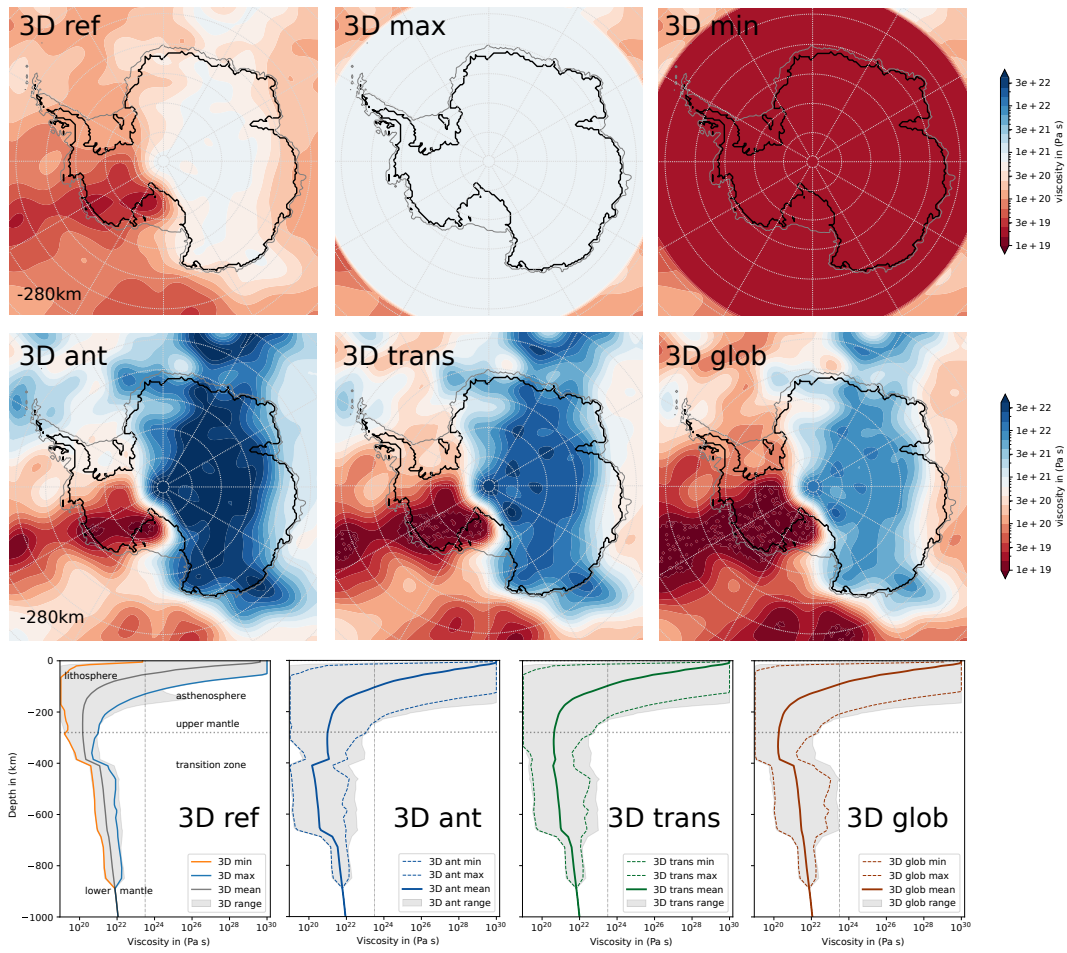 3D ref
3D max
3D min
-280km
3e+22
1e+22
3e+21
1e+21
3e+20
1e+20
3e+19
1e+19
viscosity in (Pa s)
3D ant
3D trans
3D glob
-280km
3e+22
1e+22
3e+21
1e+21
3e+20
1e+20
3e+19
1e+19
viscosity in (Pa s)
0
−200
−400
−600
−800
−1000
Depth in (km)
lithosphere
asthenosphere
upper mantle
transition zone
3D ref
3D min
3D max
3D mean
3D range
lower mantle
10^20 10^22 10^24 10^26 10^28 10^30
Viscosity in (Pa s)
3D ant
3D ant min
3D ant max
3D ant mean
3D ant range
10^20 10^22 10^24 10^26 10^28 10^30
Viscosity in (Pa s)
3D trans
3D trans min
3D trans max
3D trans mean
3D trans range
10^20 10^22 10^24 10^26 10^28 10^30
Viscosity in (Pa s)
3D glob
3D glob min
3D glob max
3D glob mean
3D glob range
10^20 10^22 10^24 10^26 10^28 10^30
Viscosity in (Pa s)